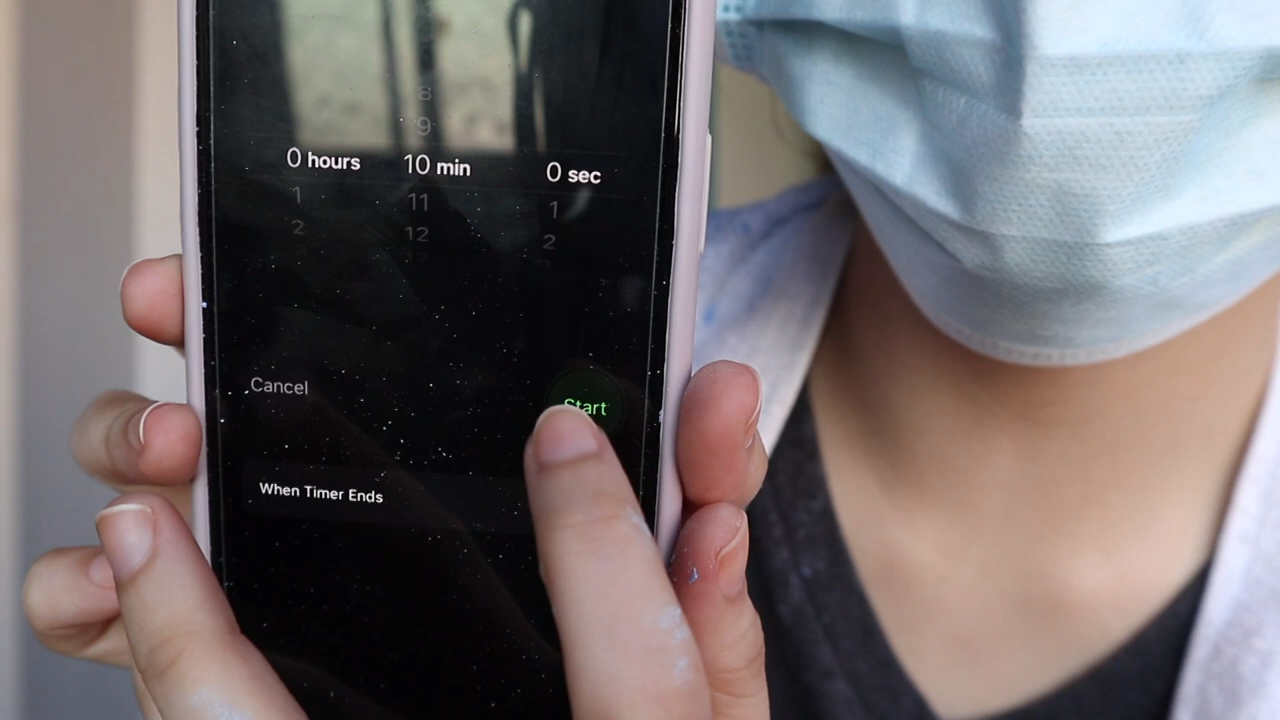 8
9
0 hours 10 min 0 sec
1 11 1
2 12 2
Cancel Start
When Timer Ends